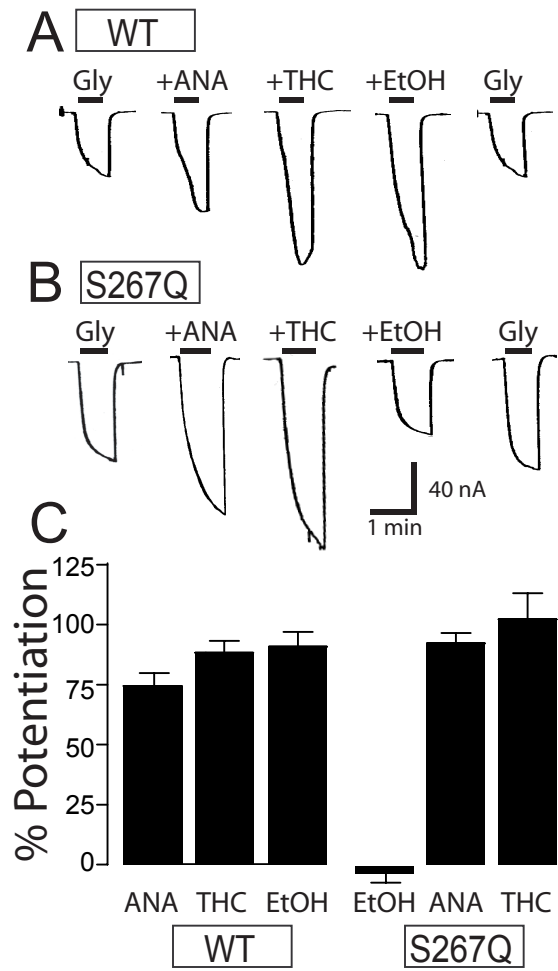 A WT
Gly +ANA +THC +EtOH Gly
B S267Q
Gly +ANA +THC +EtOH Gly
40 nA
1 min
C
% Potentiation
125
100
75
50
25
0
ANA THC EtOH EtOH ANA THC
WT S267Q